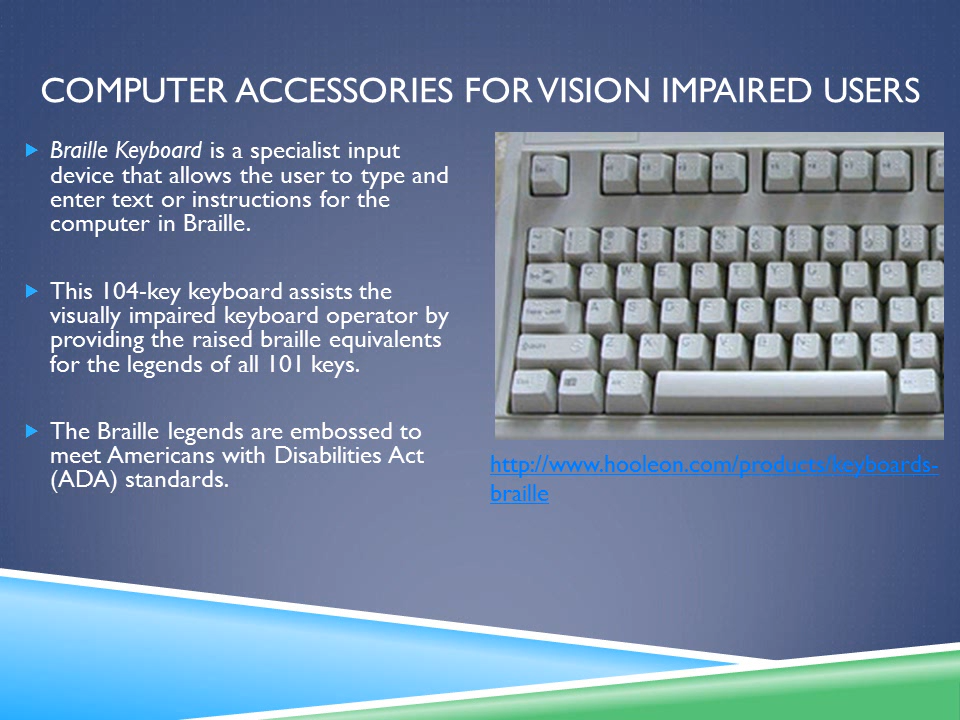 COMPUTER ACCESSORIES FOR VISION IMPAIRED USERS
Braille Keyboard is a specialist input
device that allows the user to type and
enter text or instructions for the
computer in Braille.
This 104-key keyboard assists the
visually impaired keyboard operator by
providing the raised braille equivalents
for the legends of all 101 keys.
The Braille legends are embossed to
meet Americans with Disabilities Act
(ADA) standards.
http://www.hooleon.com/products/keyboards-
braille